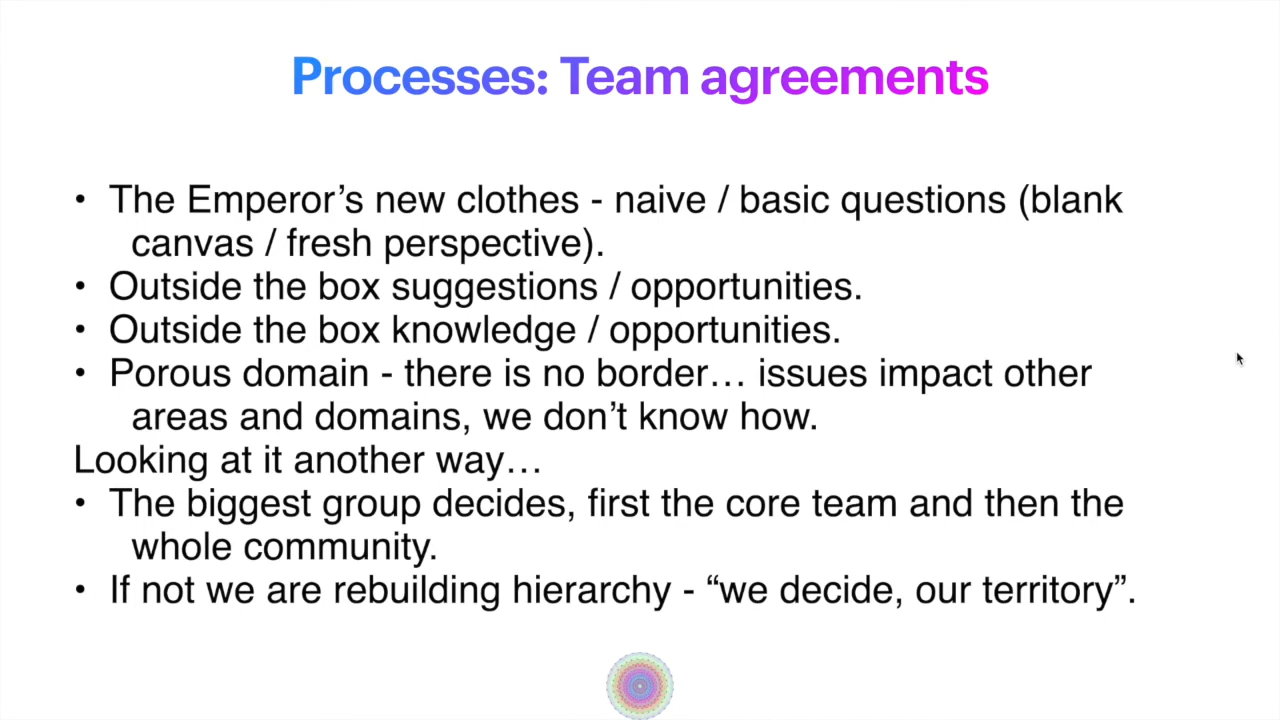 Processes: Team agreements
• The Emperor’s new clothes - naive / basic questions (blank
canvas / fresh perspective).
• Outside the box suggestions / opportunities.
• Outside the box knowledge / opportunities.
• Porous domain - there is no border… issues impact other
areas and domains, we don’t know how.
Looking at it another way…
• The biggest group decides, first the core team and then the
whole community.
• If not we are rebuilding hierarchy - “we decide, our territory”.